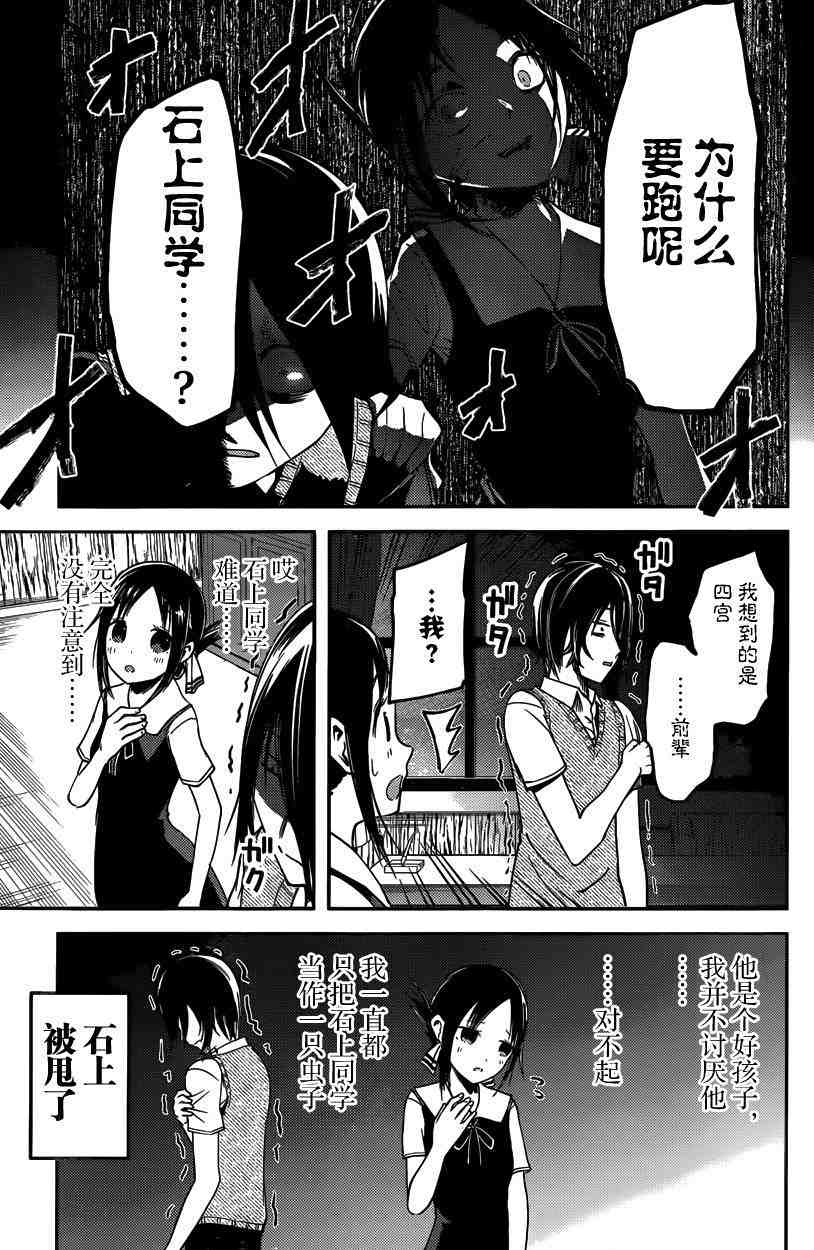 为什么
要跑呢
石上同学
……?
オ
オ
オ
オ
オ
オ
我想到的是
四宫
……前辈
ガタ
ガタ
…我?
哎
石上同学
难道……
完全
没有注意到……
ガク
ガク
他是个好孩子,
我并不讨厌他
……
……对不起
我一直都
只把石上同学
当作一只虫子
石上
被甩了